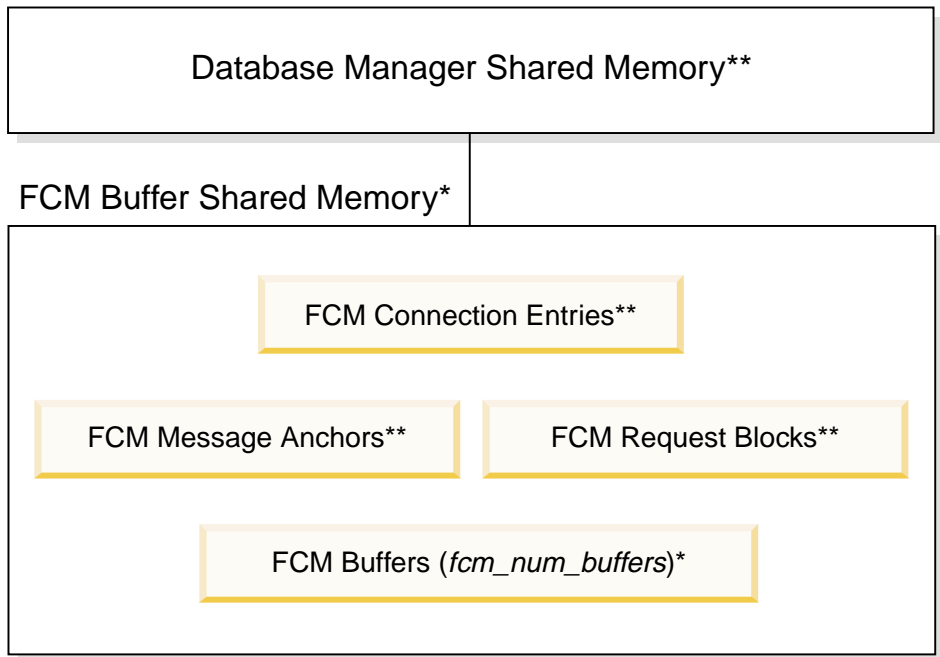 Database Manager Shared Memory**
FCM Buffer Shared Memory*
FCM Connection Entries**
FCM Message Anchors**
FCM Request Blocks**
FCM Buffers (fcm_num_buffers)*